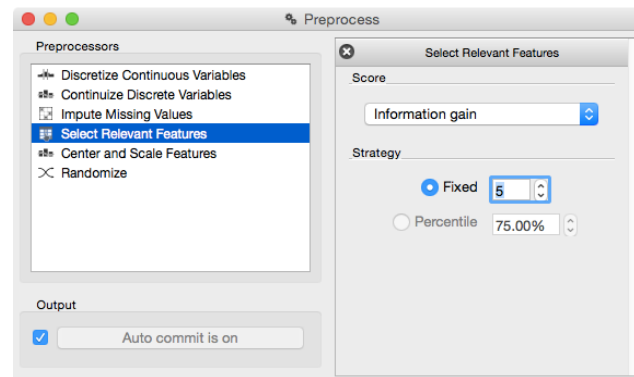 Preprocess
Preprocessors
Discretize Continuous Variables
Continuize Discrete Variables
Impute Missing Values
Select Relevant Features
Center and Scale Features
Randomize
Output
Auto commit is on
Select Relevant Features
Score
Information gain
Strategy
Fixed 5
Percentile 75.00%